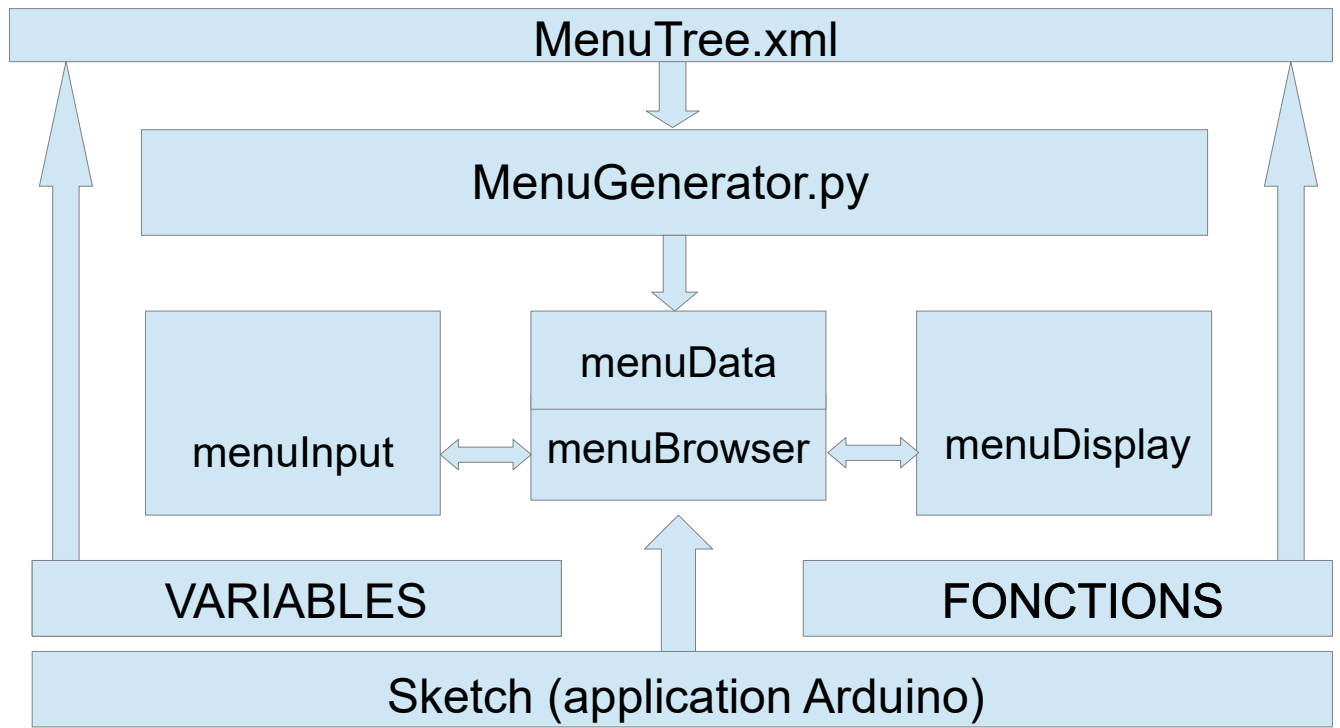 MenuTree.xml
MenuGenerator.py
menuData
menuInput
menuBrowser
menuDisplay
VARIABLES
FONCTIONS
Sketch (application Arduino)